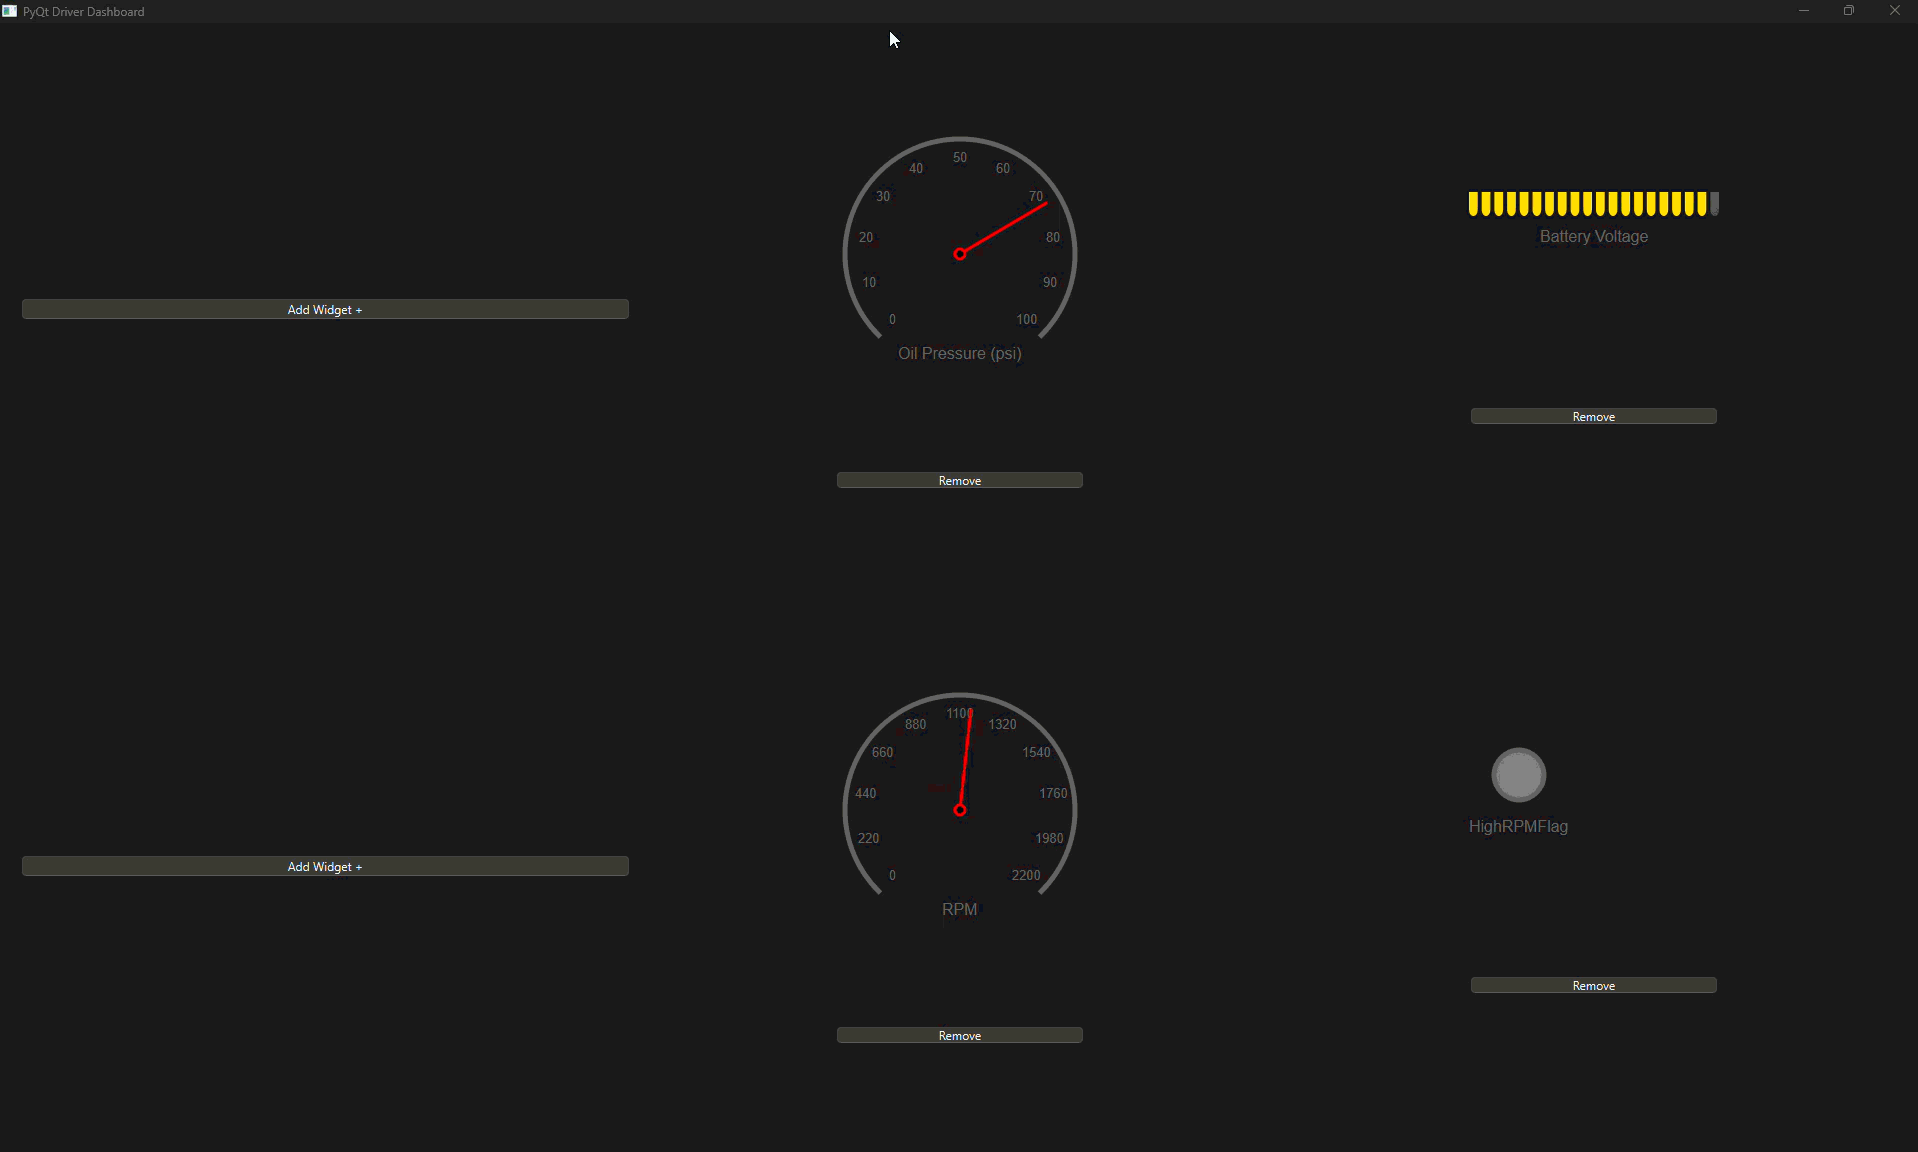 PyQt Driver Dashboard
Add Widget +
50
40
60
30
70
20
80
10
90
0
100
Oil Pressure (psi)
Remove
Battery Voltage
Remove
Add Widget +
1100
880
1320
660
1540
440
1760
220
1980
0
2200
RPM
Remove
HighRPMFlag
Remove